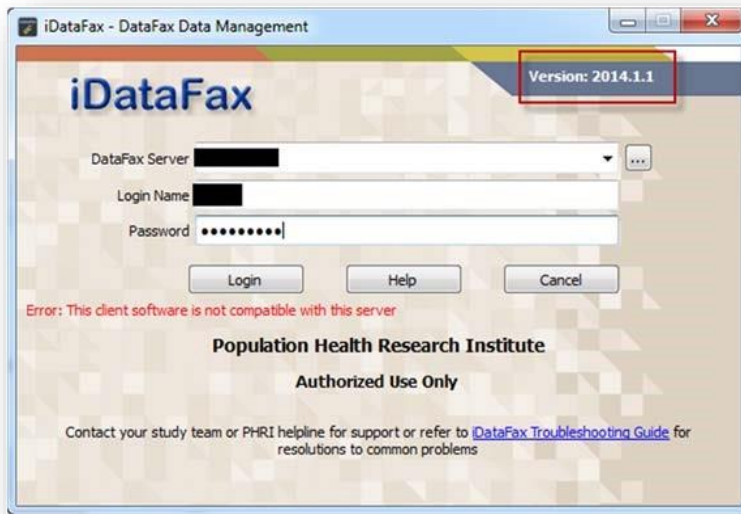 iDataFax - DataFax Data Management
Version: 2014.1.1
iDataFax
DataFax Server
...
Login Name
Password
Login
Help
Cancel
Error: This client software is not compatible with this server
Population Health Research Institute
Authorized Use Only
Contact your study team or PHRI helpline for support or refer to iDataFax Troubleshooting Guide for
resolutions to common problems